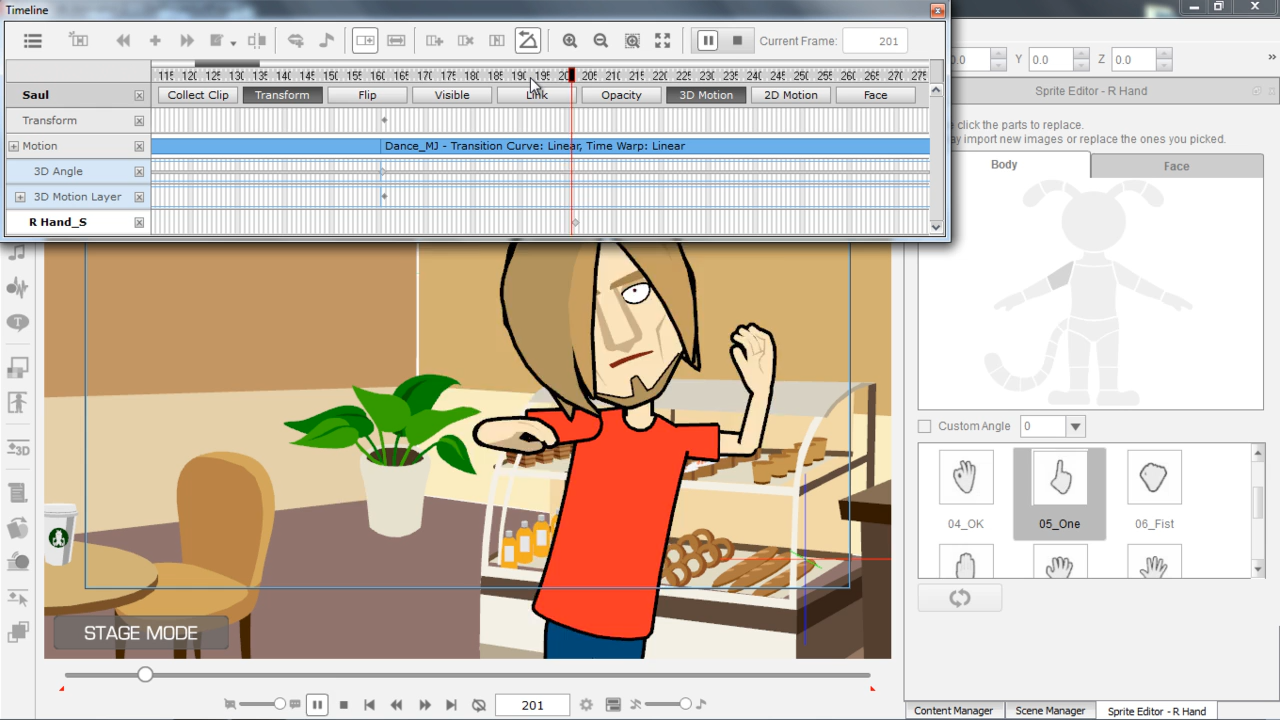 Timeline
Current Frame: 201
115 120 125 130 135 140 145 150 155 160 165 170 175 180 185 190 195 205 210 215 220 225 230 235 240 245 250 255 260 265 270 275
Saul Collect Clip Transform Flip Visible Link Opacity 3D Motion 2D Motion Face
Transform
Motion Dance_MJ - Transition Curve: Linear, Time Warp: Linear
3D Angle
3D Motion Layer
R Hand_S
Y 0.0 Z 0.0
Sprite Editor - R Hand
click the parts to replace.
ay import new images or replace the ones you picked.
Body Face
Custom Angle 0
04_OK 05_One 06_Fist
STAGE MODE
201
Content Manager Scene Manager Sprite Editor - R Hand